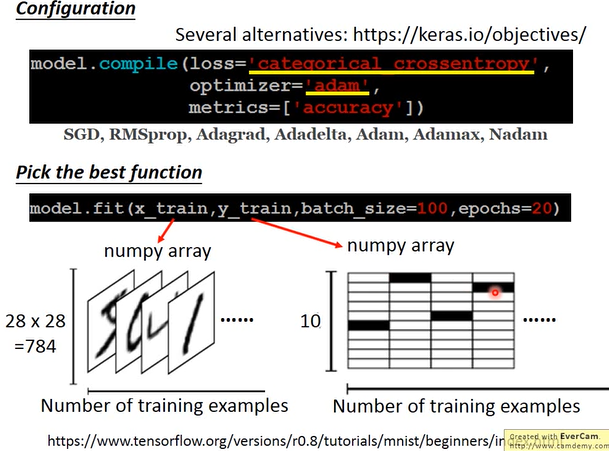 Configuration
Several alternatives: https://keras.io/objectives/
model.compile(loss='categorical crossentropy',
optimizer='adam',
metrics=['accuracy'])
SGD, RMSprop, Adagrad, Adadelta, Adam, Adamax, Nadam
Pick the best function
model.fit(x_train,y_train,batch_size=100,epochs=20)
numpy array
numpy array
28 x 28
=784
......
10
......
Number of training examples
Number of training examples
https://www.tensorflow.org/versions/r0.8/tutorials/mnist/beginners/
Created with EverCam.
http://www.camdemy.com